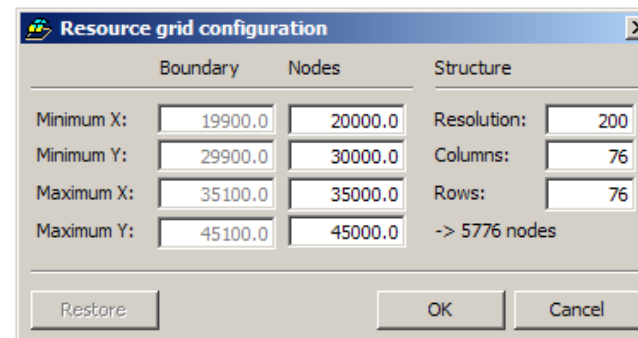 Resource grid configuration
Boundary Nodes Structure
Minimum X: 19900.0 20000.0 Resolution: 200
Minimum Y: 29900.0 30000.0 Columns: 76
Maximum X: 35100.0 35000.0 Rows: 76
Maximum Y: 45100.0 45000.0 -> 5776 nodes
Restore OK Cancel